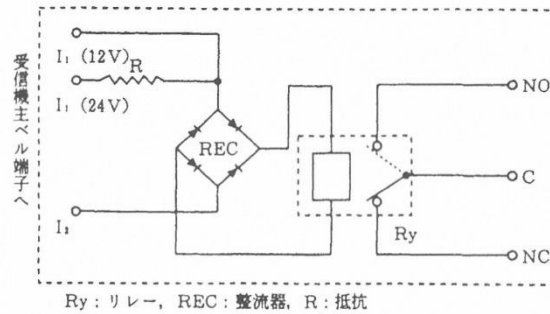 受信機主ベル端子へ
I₁ (12V)
R
I₁ (24V)
REC
I₂
NO
C
Ry
NC
Ry：リレー，REC：整流器，R：抵抗